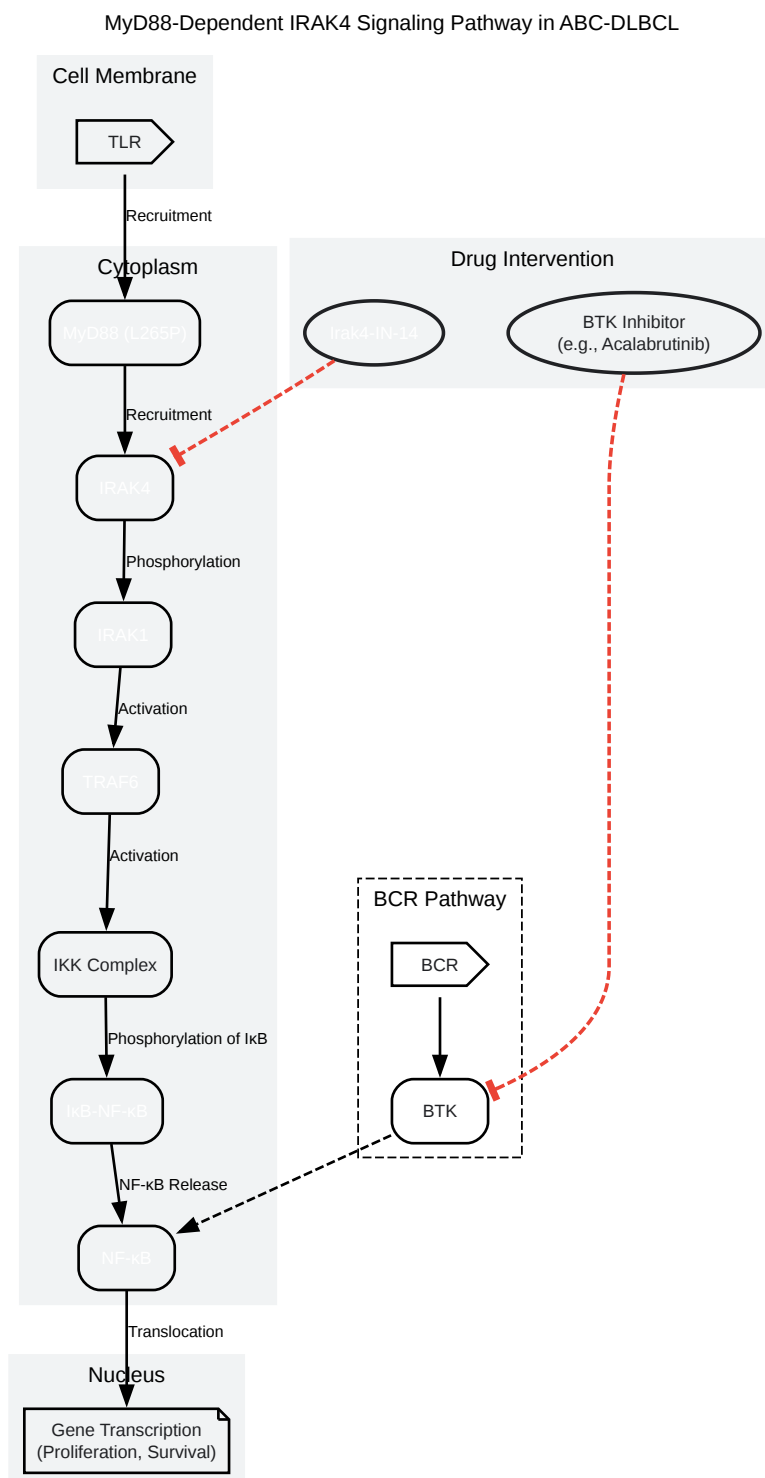 MyD88-Dependent IRAK4 Signaling Pathway in ABC-DLBCL
Cell Membrane
TLR
Recruitment
Cytoplasm
Drug Intervention
MyD88 (L265P)
Irak4-IN-14
BTK Inhibitor
(e.g., Acalabrutinib)
Recruitment
IRAK4
Phosphorylation
IRAK1
Activation
TRAF6
Activation
BCR Pathway
IKK Complex
BCR
Phosphorylation of IκB
IκB-NF-κB
BTK
NF-κB Release
NF-κB
Translocation
Nucleus
Gene Transcription
(Proliferation, Survival)